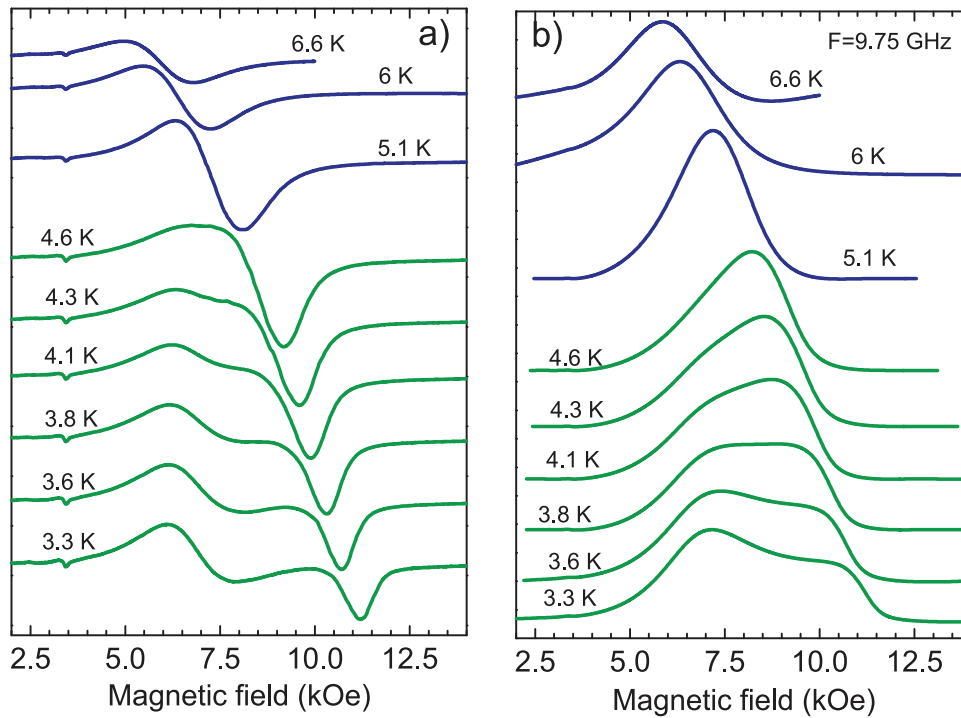 a)
6.6 K
6 K
5.1 K
4.6 K
4.3 K
4.1 K
3.8 K
3.6 K
3.3 K
2.5 5.0 7.5 10.0 12.5
Magnetic field (kOe)
b)
F=9.75 GHz
6.6 K
6 K
5.1 K
4.6 K
4.3 K
4.1 K
3.8 K
3.6 K
3.3 K
2.5 5.0 7.5 10.0 12.5
Magnetic field (kOe)